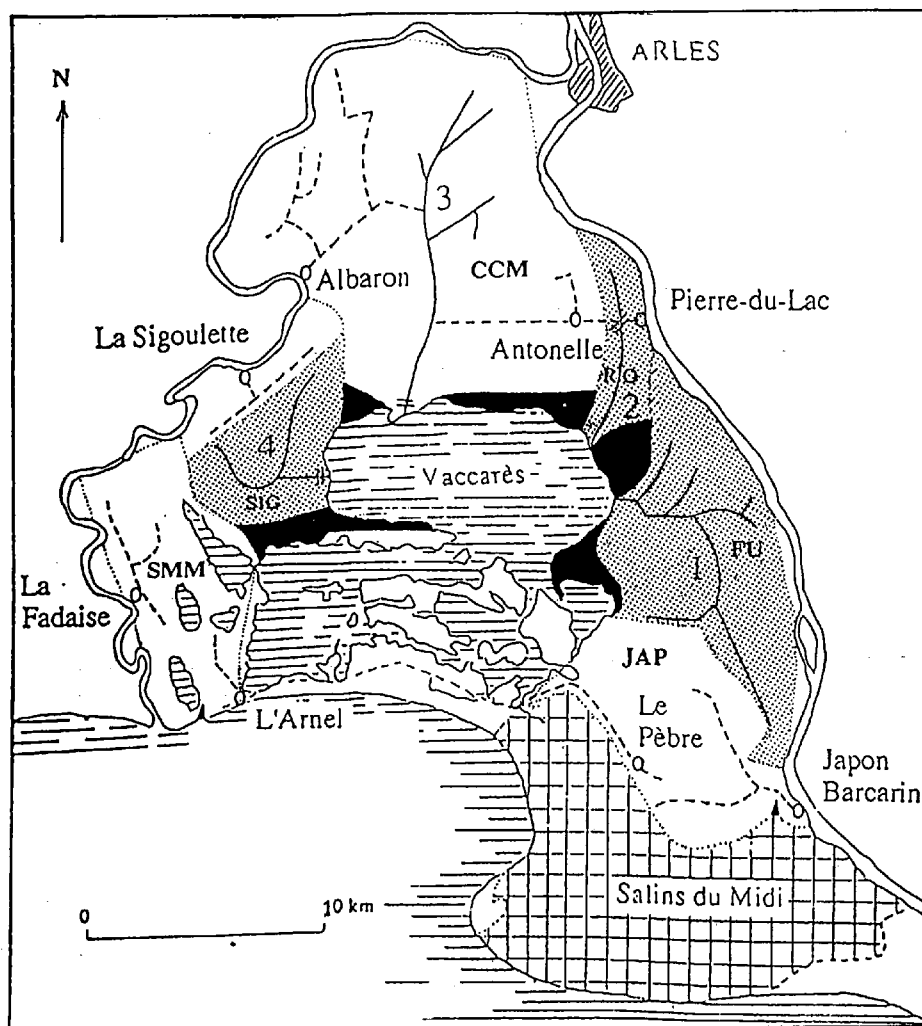 ARLES
N
3
CCM
Albaron
Pierre-du-Lac
La Sigoulette
Antonelle
RO
2
4
Vaccarès
SIG
FU
1
SMM
La
Fadaise
JAP
L'Arnel
Le
Pèbre
Japon
Barcarin
Salins du Midi
0
10 km